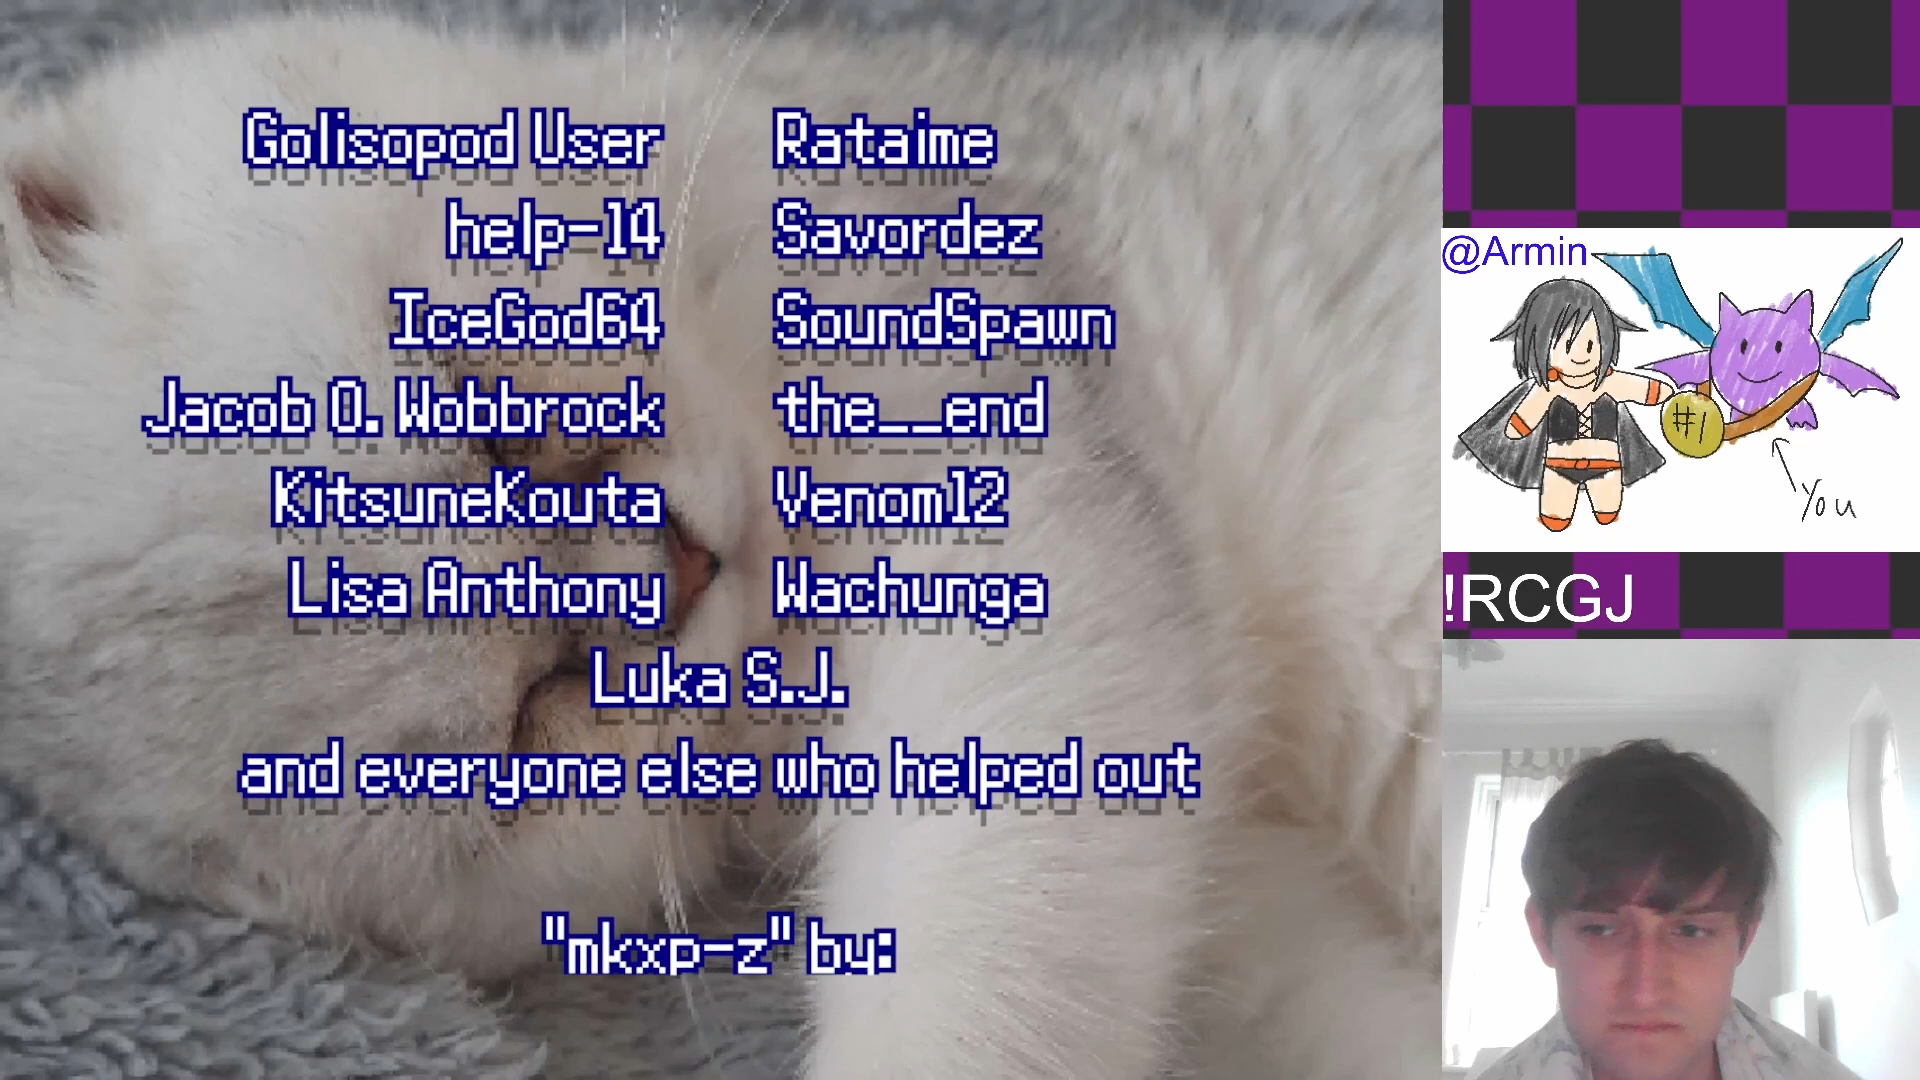 Golisopod User Rataime
help-14 Savordez
IceGod64 SoundSpawn
Jacob O. Wobbrock the__end
KitsuneKouta Venom12
Lisa Anthony Wachunga
Luka S.J.
and everyone else who helped out
"mkxp-z" by:
@Armin
#1
You
!RCGJ